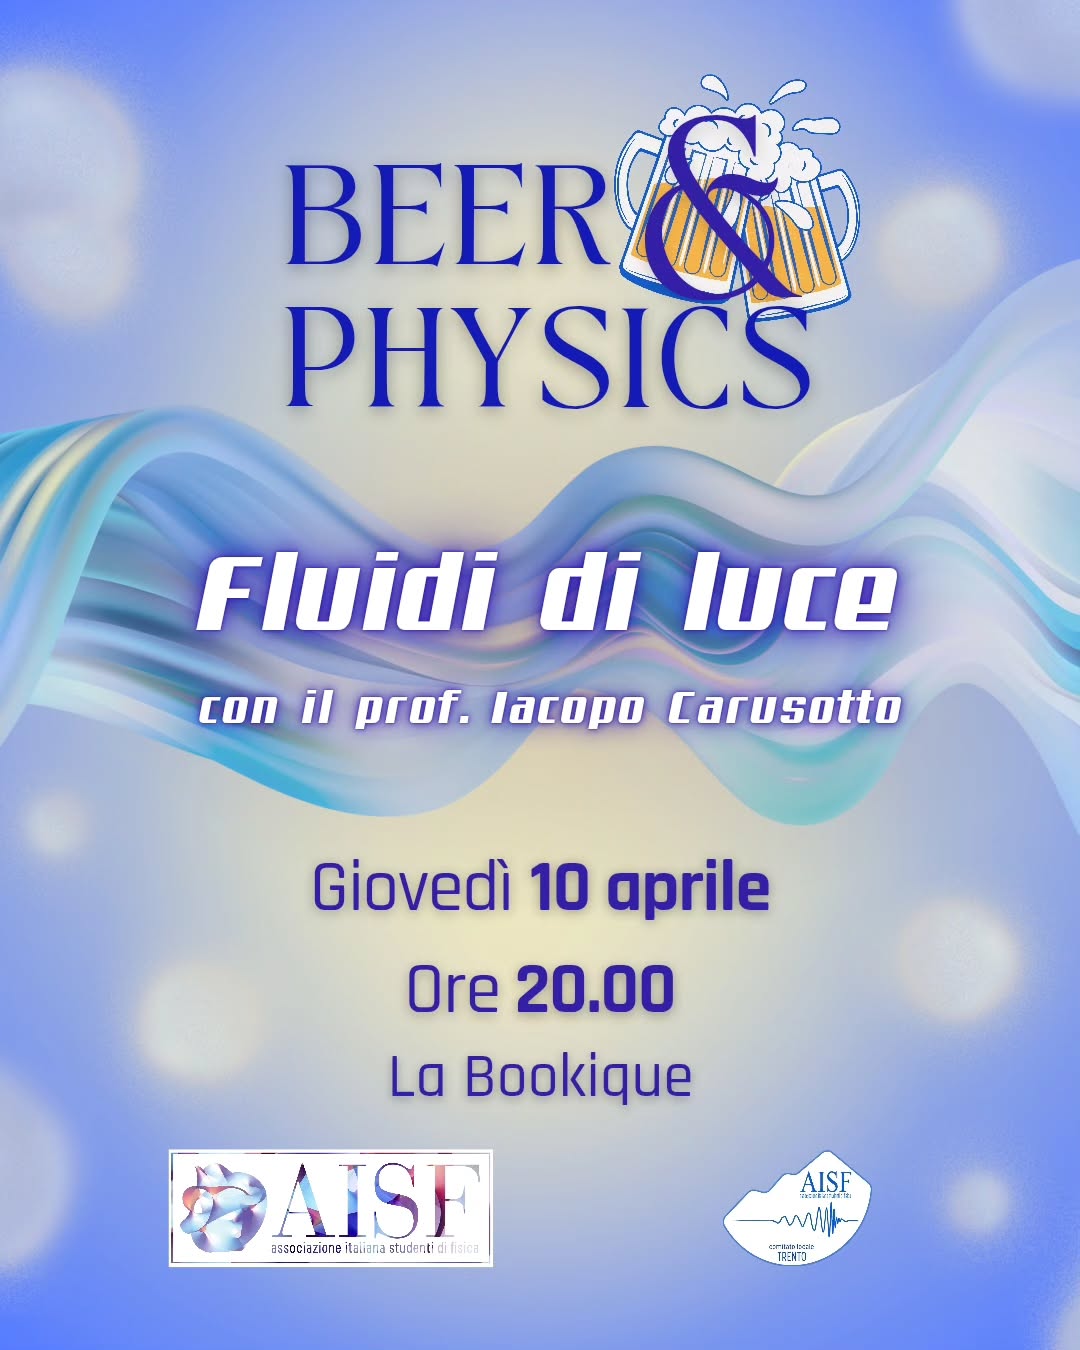 BEER &
PHYSICS
Fluidi di luce
con il prof. Iacopo Carusotto
Giovedì 10 aprile
Ore 20.00
La Bookique
AISF
associazione italiana studenti di fisica
AISF
comitato locale
TRENTO